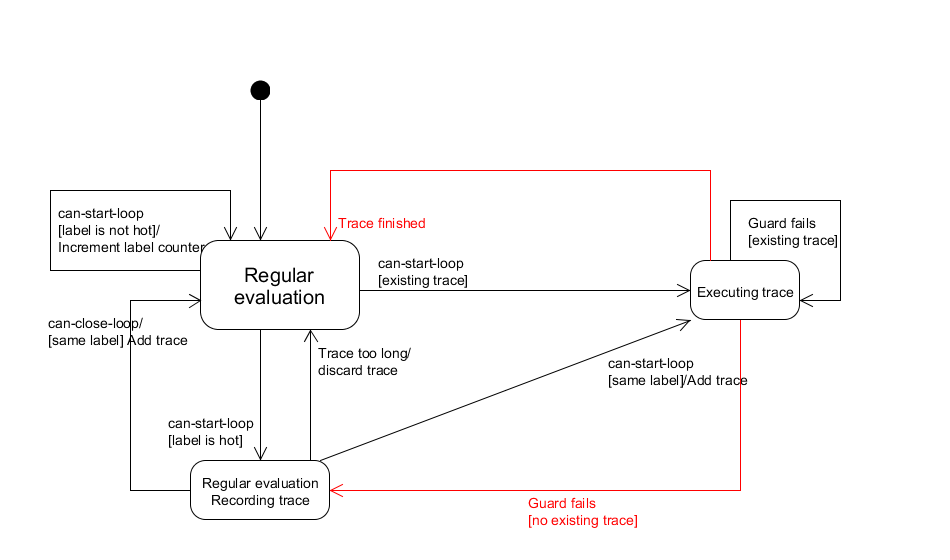 can-start-loop
[label is not hot]/
Increment label counter
Trace finished
Guard fails
[existing trace]
Regular
evaluation
can-start-loop
[existing trace]
Executing trace
can-close-loop/
[same label] Add trace
Trace too long/
discard trace
can-start-loop
[same label]/Add trace
can-start-loop
[label is hot]
Regular evaluation
Recording trace
Guard fails
[no existing trace]